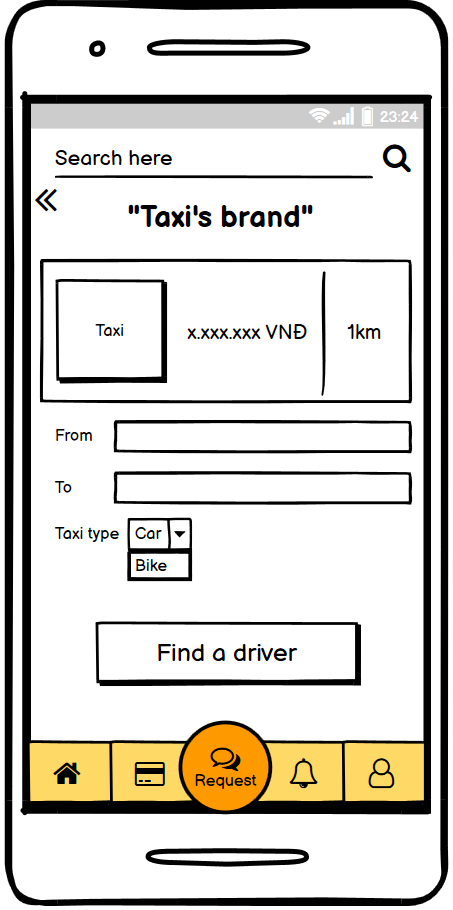 23:24
Search here
"Taxi's brand"
Taxi
x.xxx.xxx VNĐ
1km
From
To
Taxi type
Car
Bike
Find a driver
Request